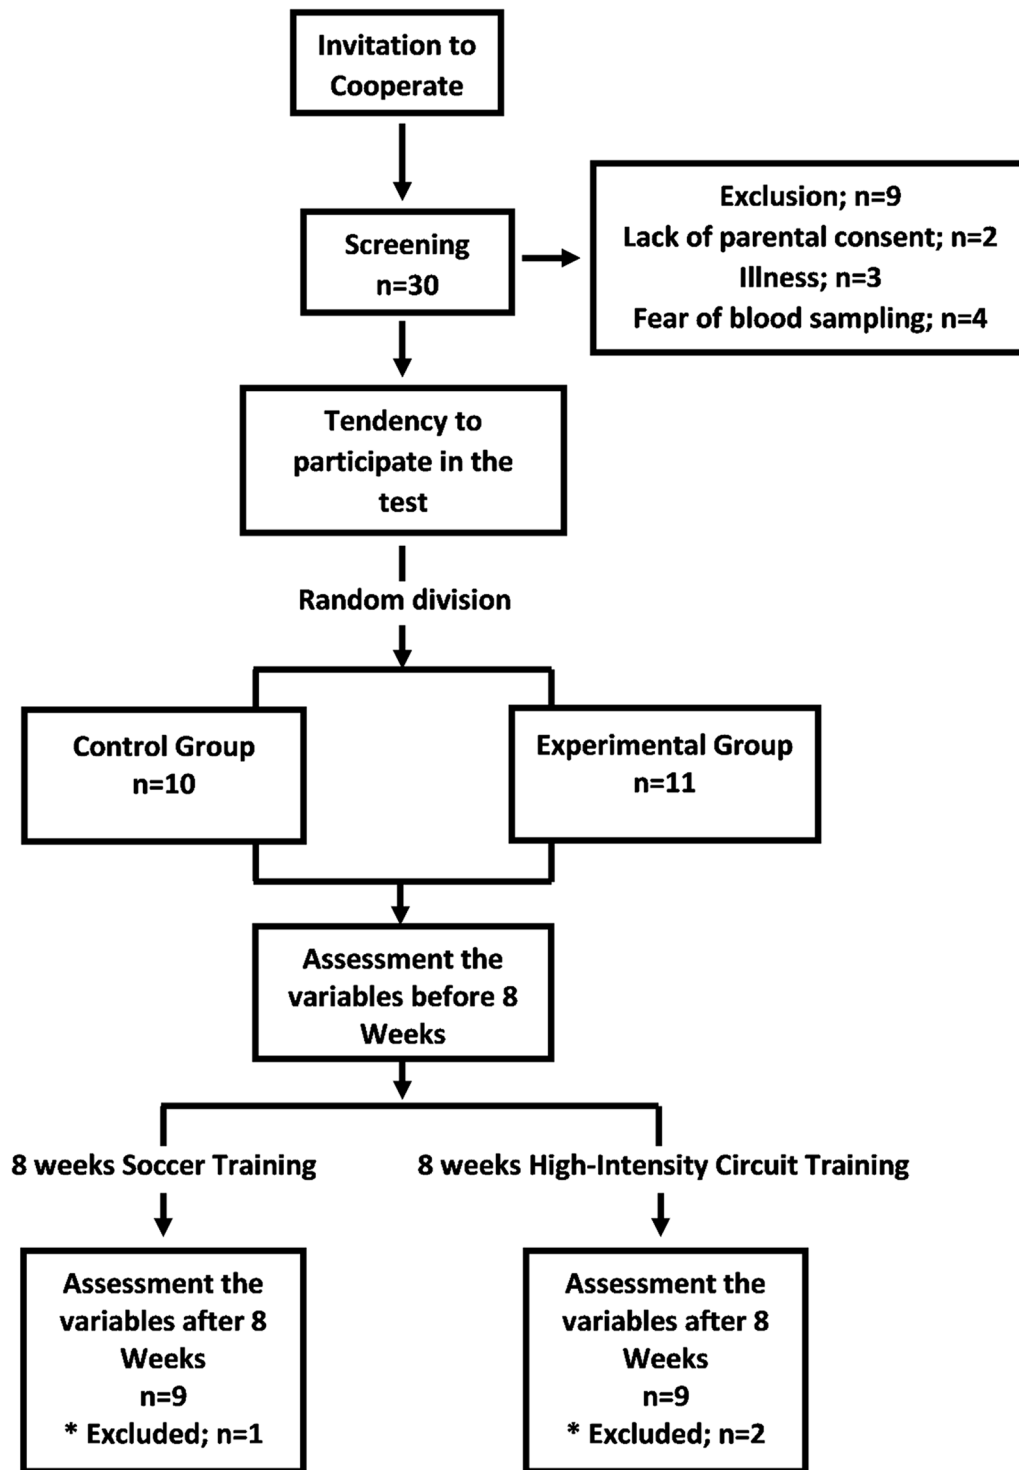 Invitation to
Cooperate
Screening
n=30
Exclusion; n=9
Lack of parental consent; n=2
Illness; n=3
Fear of blood sampling; n=4
Tendency to
participate in the
test
Random division
Control Group
n=10
Experimental Group
n=11
Assessment the
variables before 8
Weeks
8 weeks Soccer Training
8 weeks High-Intensity Circuit Training
Assessment the
variables after 8
Weeks
n=9
* Excluded; n=1
Assessment the
variables after 8
Weeks
n=9
* Excluded; n=2